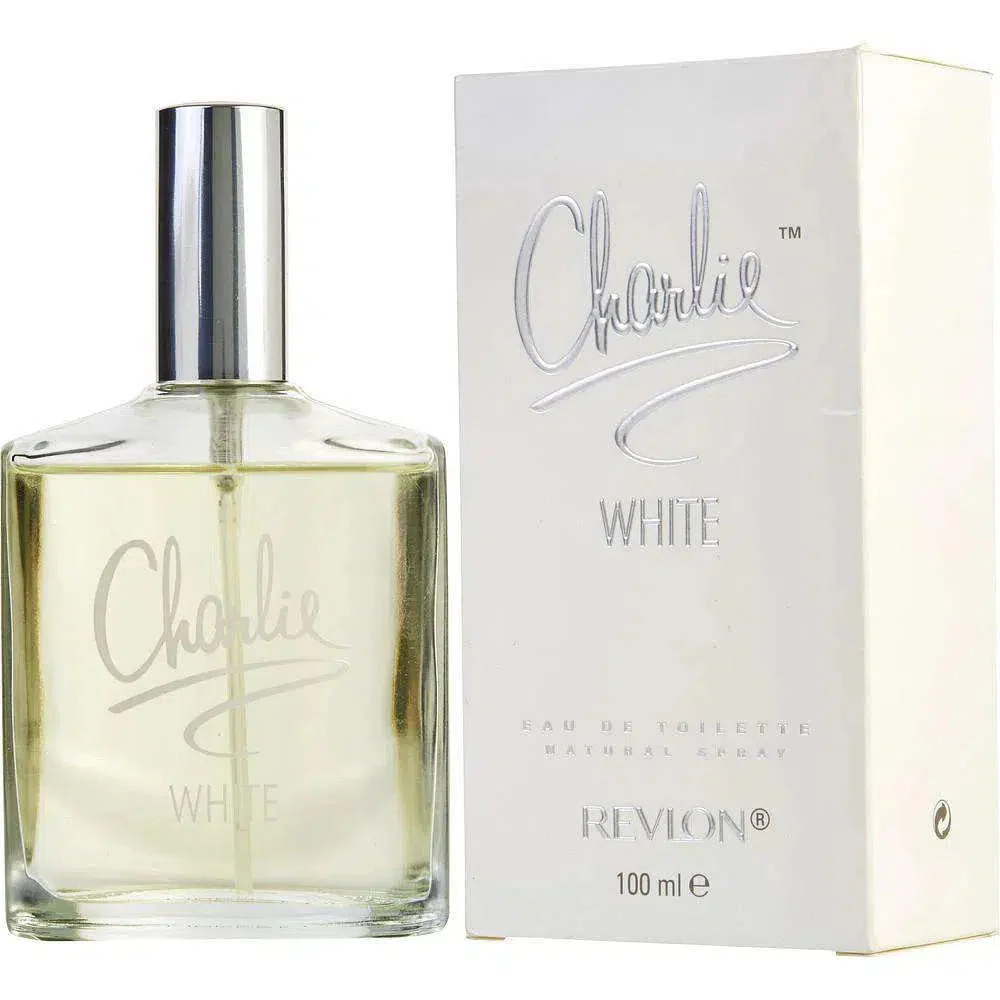 Charlie
WHITE
Charlie™
WHITE
EAU DE TOILETTE
NATURAL SPRAY
REVLON®
100 ml ℮